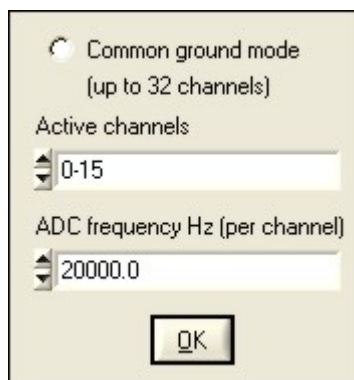 Common ground mode
(up to 32 channels)
Active channels
0-15
ADC frequency Hz (per channel)
20000.0
OK